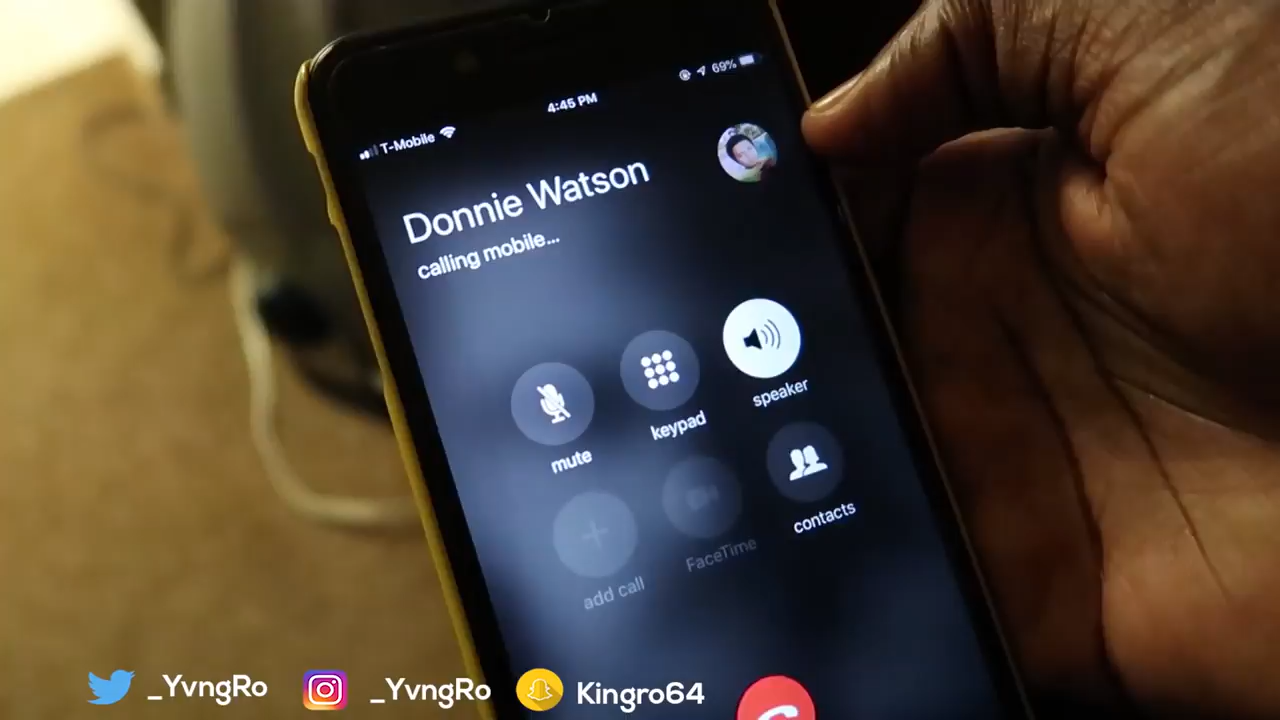 4:45 PM
69%
T-Mobile
Donnie Watson
calling mobile...
mute
keypad
speaker
add call
FaceTime
contacts
_YvngRo
_YvngRo
Kingro64